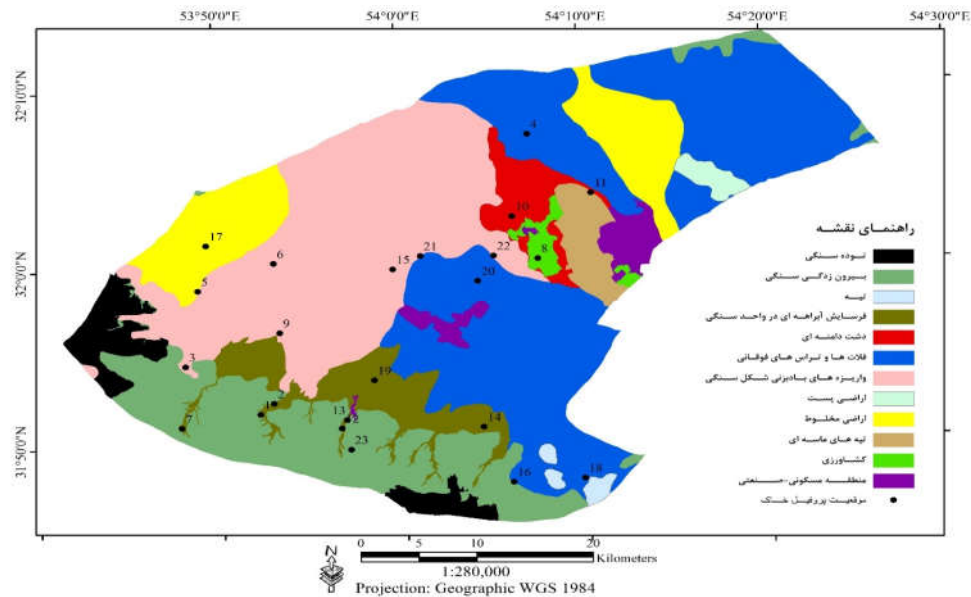 53°50'0"E 54°0'0"E 54°10'0"E 54°20'0"E 54°30'0"E
32°10'0"N
32°0'0"N
31°50'0"N
4
11
10
17
8
21
22
6
15
20
5
9
3
19
2
1
13
14
7
12
23
16
18
راهنمای نقشه
توده سنگی
بیرون زدگی سنگی
تپه
فرسایش آبراهه ای در واحد سنگی
دشت دامنه ای
فلات ها و تراس های فوقانی
واریزه های بادبزنی شکل سنگی
اراضی پست
اراضی مخلوط
تپه های ماسه ای
کشاورزی
منطقه مسکونی-صنعتی
موقعیت پروفیل خاک
N
0 5 10 20
Kilometers
1:280,000
Projection: Geographic WGS 1984